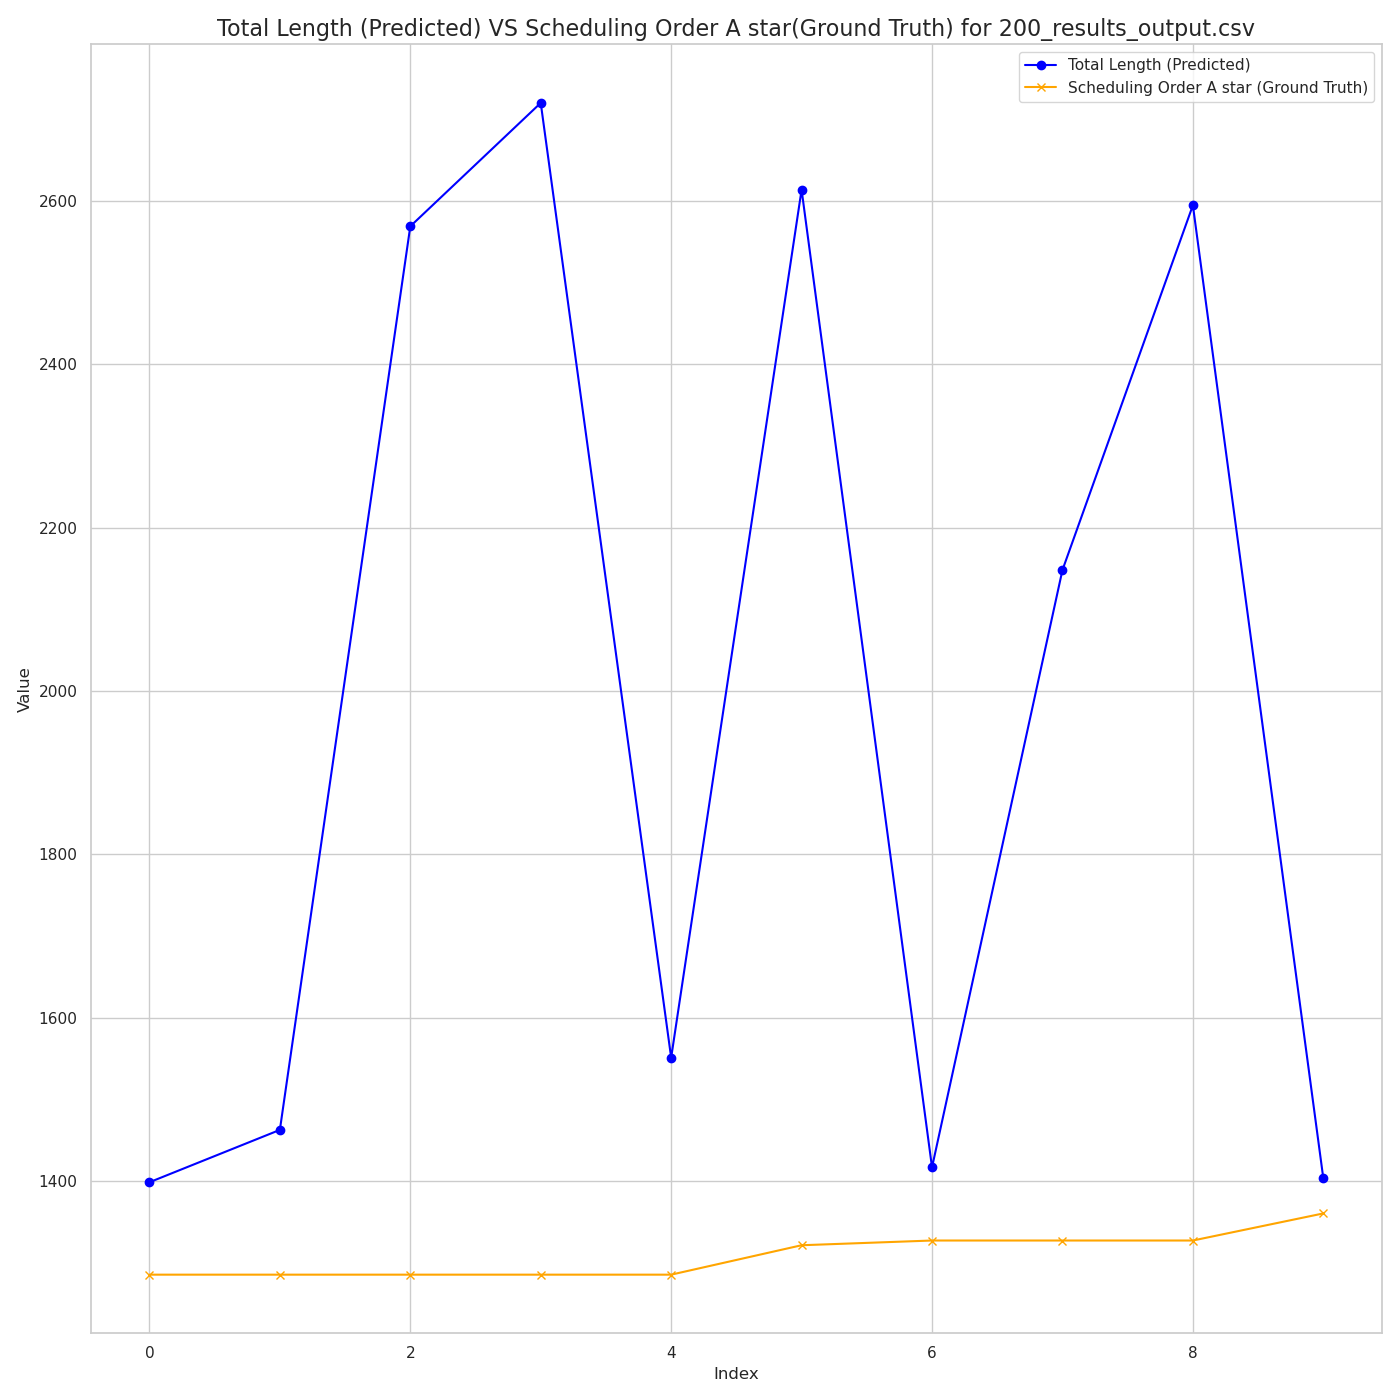 Total Length (Predicted) VS Scheduling Order A star(Ground Truth) for 200_results_output.csv
Total Length (Predicted)
Scheduling Order A star (Ground Truth)
2600
2400
2200
2000
1800
1600
1400
Value
0 2 4 6 8
Index